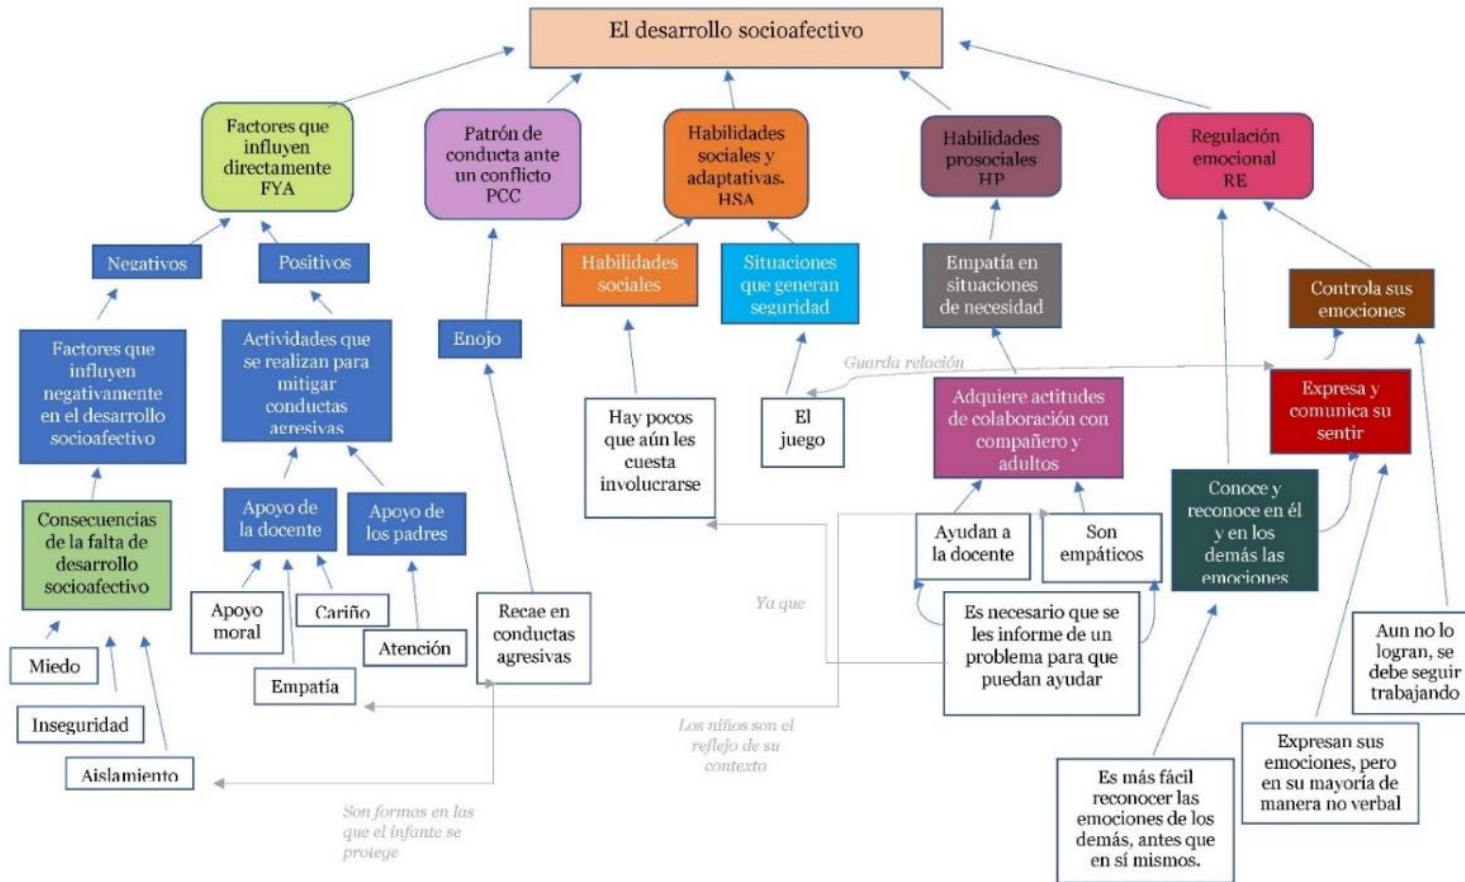 El desarrollo socioafectivo
Factores que
influyen
directamente
FYA
Patrón de
conducta ante
un conflicto
PCC
Habilidades
sociales y
adaptativas.
HSA
Habilidades
prosociales
HP
Regulación
emocional
RE
Negativos
Positivos
Habilidades
sociales
Situaciones
que generan
seguridad
Empatía en
situaciones
de necesidad
Controla sus
emociones
Factores que
influyen
negativamente
en el desarrollo
socioafectivo
Actividades que
se realizan para
mitigar
conductas
agresivas
Enojo
Guarda relación
Hay pocos
que aún les
cuesta
involucrarse
El
juego
Adquiere actitudes
de colaboración con
compañero y
adultos
Expresa y
comunica su
sentir
Consecuencias
de la falta de
desarrollo
socioafectivo
Apoyo de
la docente
Apoyo de
los padres
Ayudan a
la docente
Son
empáticos
Conoce y
reconoce en él
y en los
demás las
emociones
Apoyo
moral
Cariño
Atención
Recae en
conductas
agresivas
Ya que
Es necesario que se
les informe de un
problema para que
puedan ayudar
Aun no lo
logran, se
debe seguir
trabajando
Miedo
Empatía
Inseguridad
Aislamiento
Los niños son el
reflejo de su
contexto
Expresan sus
emociones, pero
en su mayoría de
manera no verbal
Es más fácil
reconocer las
emociones de los
demás, antes que
en sí mismos.
Son formas en las
que el infante se
protege